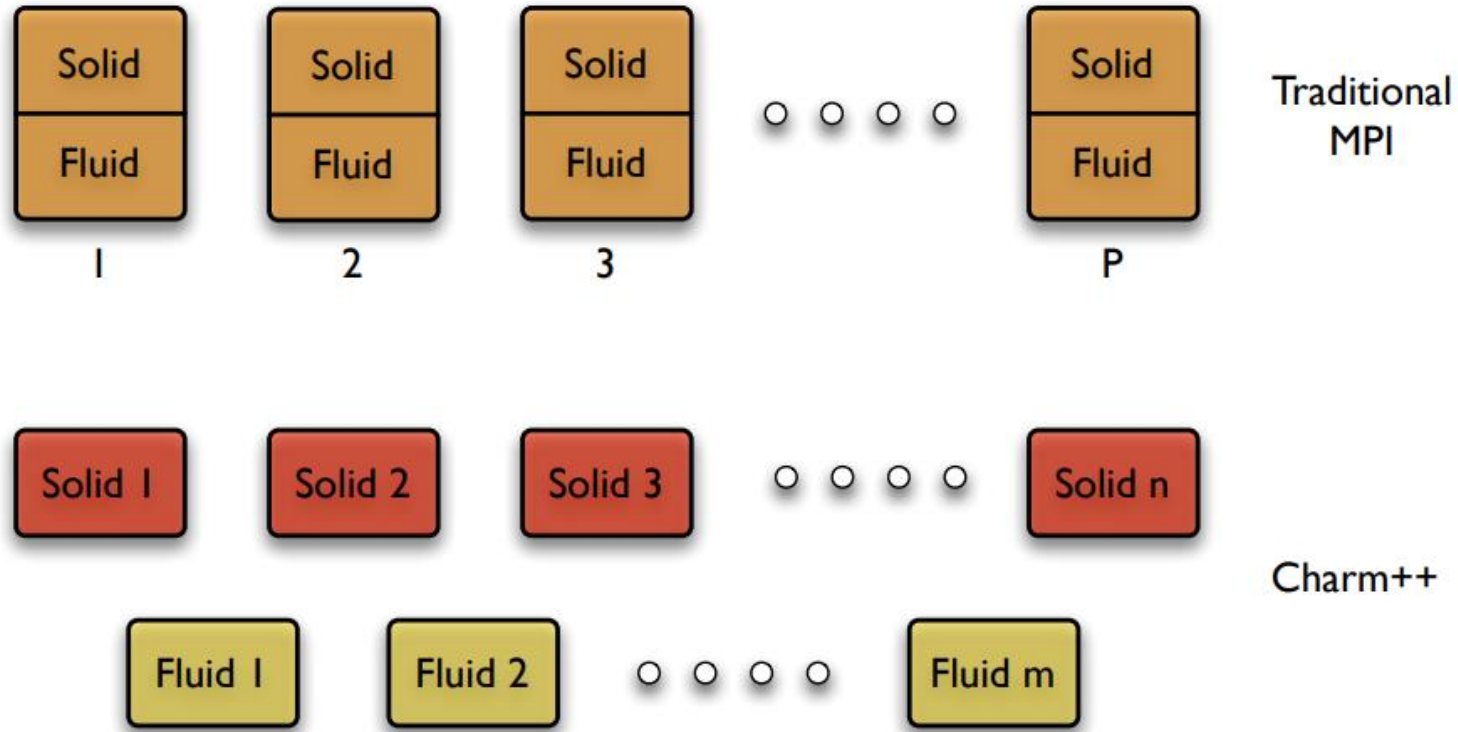 Solid
Solid
Solid
Solid
Fluid
Fluid
Fluid
Fluid
Traditional
MPI
1
2
3
P
Solid 1
Solid 2
Solid 3
Solid n
Charm++
Fluid 1
Fluid 2
Fluid m